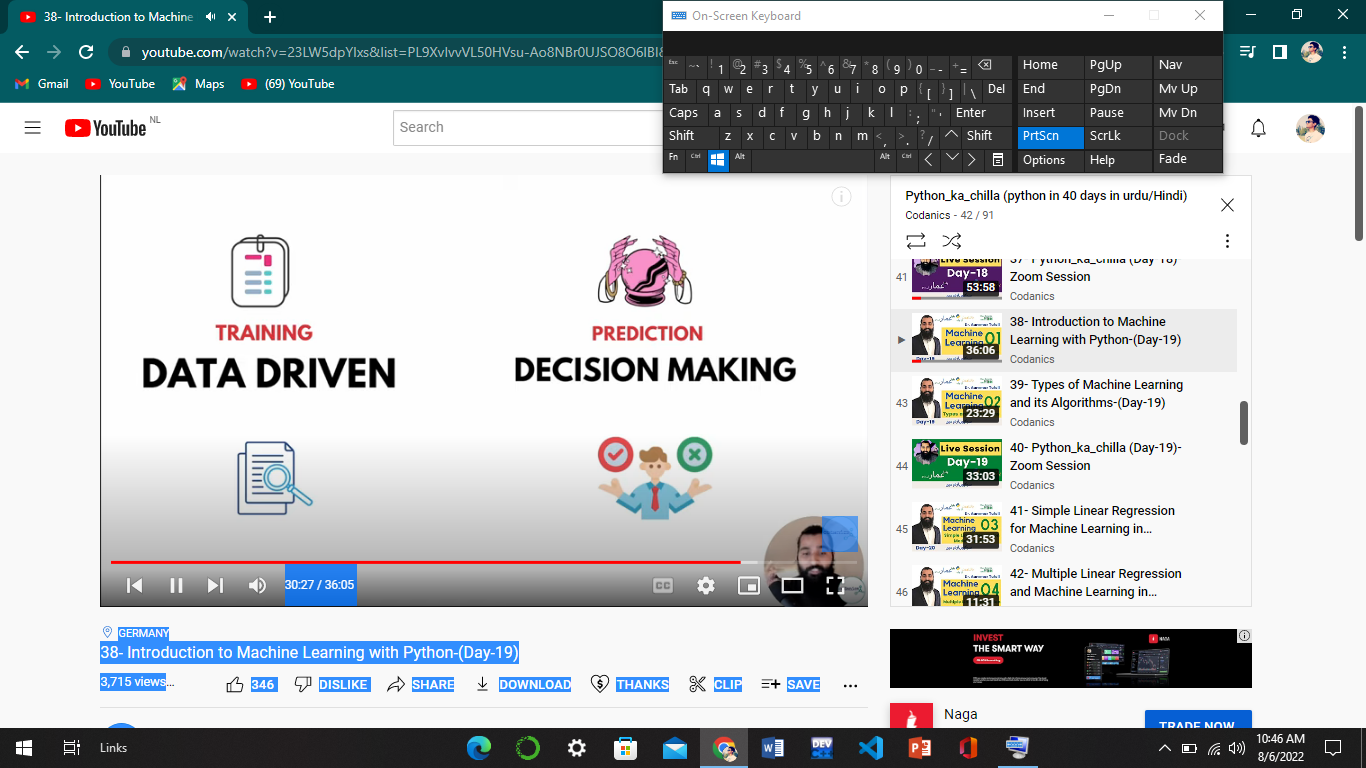 38- Introduction to Machine
On-Screen Keyboard
youtube.com/watch?v=23LW5dpYlxs&list=PL9XvIvvVL50HVsu-Ao8NBr0UJSO8O6IBI&
Gmail
YouTube
Maps
(69) YouTube
Esc ~ ` ! 1 @ 2 # 3 $ 4 % 5 ^ 6 & 7 * 8 ( 9 ) 0 _ - + = Home PgUp Nav
Tab q w e r t y u i o p { [ } ] | \ Del End PgDn Mv Up
Caps a s d f g h j k l : ; " ' Enter Insert Pause Mv Dn
Shift z x c v b n m < , > . ? / Shift PrtScn ScrLk Dock
Fn Ctrl Alt Alt Ctrl Options Help Fade
YouTube NL
Search
TRAINING
DATA DRIVEN
PREDICTION
DECISION MAKING
30:27 / 36:05
CC
GERMANY
38- Introduction to Machine Learning with Python-(Day-19)
3,715 views...
346
DISLIKE
SHARE
DOWNLOAD
THANKS
CLIP
SAVE
Python_ka_chilla (python in 40 days in urdu/Hindi)
Codanics - 42 / 91
41
Live Session
Day-18
53:58
37- Python_ka_chilla (Day-18)
Zoom Session
Codanics
Machine
Learning 01
36:06
38- Introduction to Machine
Learning with Python-(Day-19)
Codanics
43
Machine
Learning 02
23:29
39- Types of Machine Learning
and its Algorithms-(Day-19)
Codanics
44
Live Session
Day-19
33:03
40- Python_ka_chilla (Day-19)-
Zoom Session
Codanics
45
Machine
Learning 03
Day-20
31:53
41- Simple Linear Regression
for Machine Learning in...
Codanics
46
Machine
Learning 04
11:31
42- Multiple Linear Regression
and Machine Learning in...
INVEST
THE SMART WAY
NAGA
Naga
TRADE NOW
Links
DEV
10:46 AM
8/6/2022